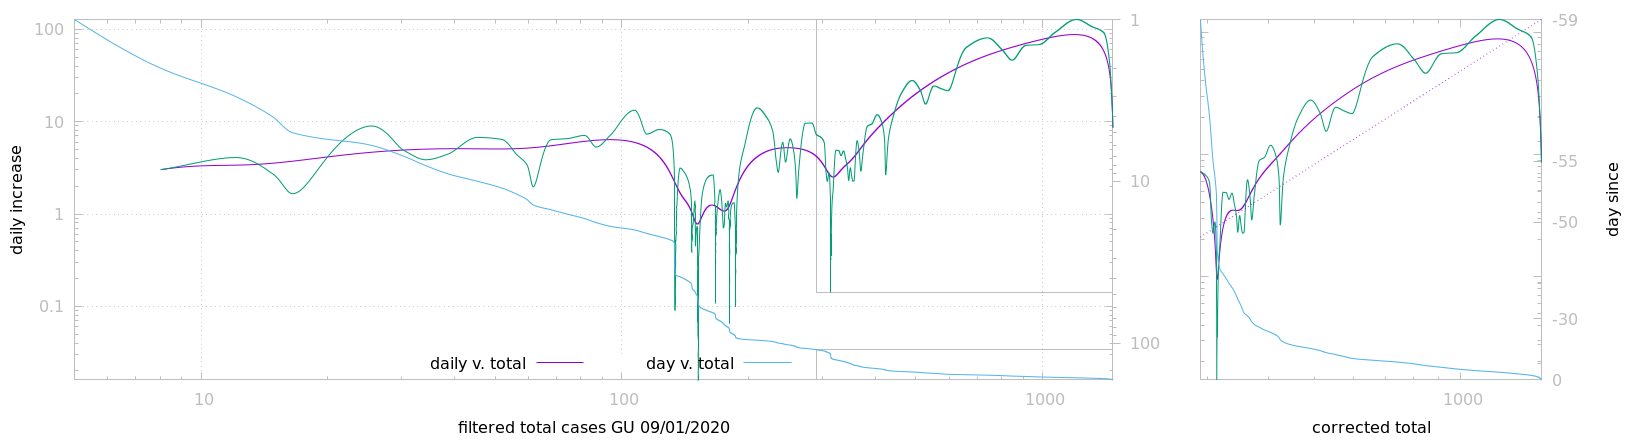 daily increase
100
10
1
0.1
daily v. total
day v. total
10
100
1000
filtered total cases GU 09/01/2020
1
10
100
-59
-55
-50
-30
0
day since
1000
corrected total